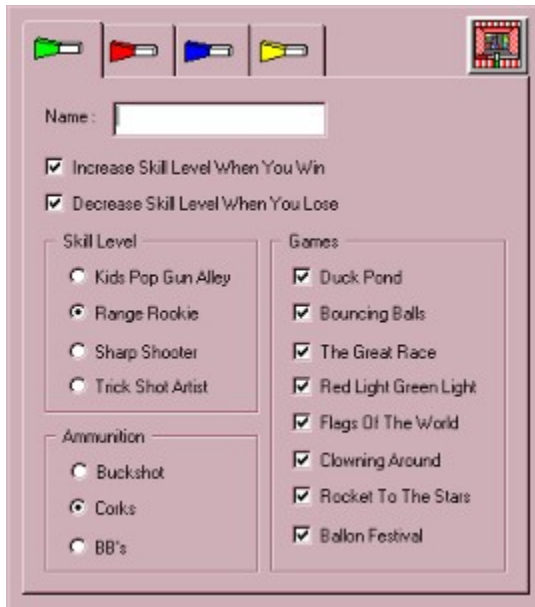 Name:
Increase Skill Level When You Win
Decrease Skill Level When You Lose
Skill Level
Kids Pop Gun Alley
Range Rookie
Sharp Shooter
Trick Shot Artist
Ammunition
Buckshot
Corks
BB's
Games
Duck Pond
Bouncing Balls
The Great Race
Red Light Green Light
Flags Of The World
Clowning Around
Rocket To The Stars
Ballon Festival